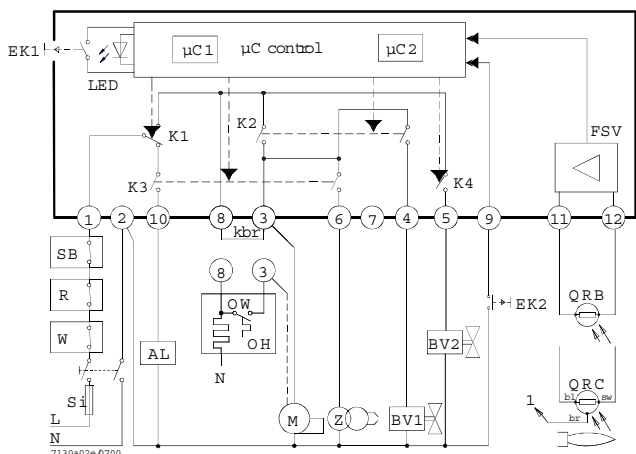 µC1
µC control
µC2
EK1
LED
K1
K2
FSV
K3
K4
1
2
10
8
3
6
7
4
5
9
11
12
kbr
SB
8
3
QRB
R
OW
EK2
W
AL
OH
BV2
N
QRC
bl
sw
1
br
Si
L
M
Z
BV1
N
7130a02e/0700